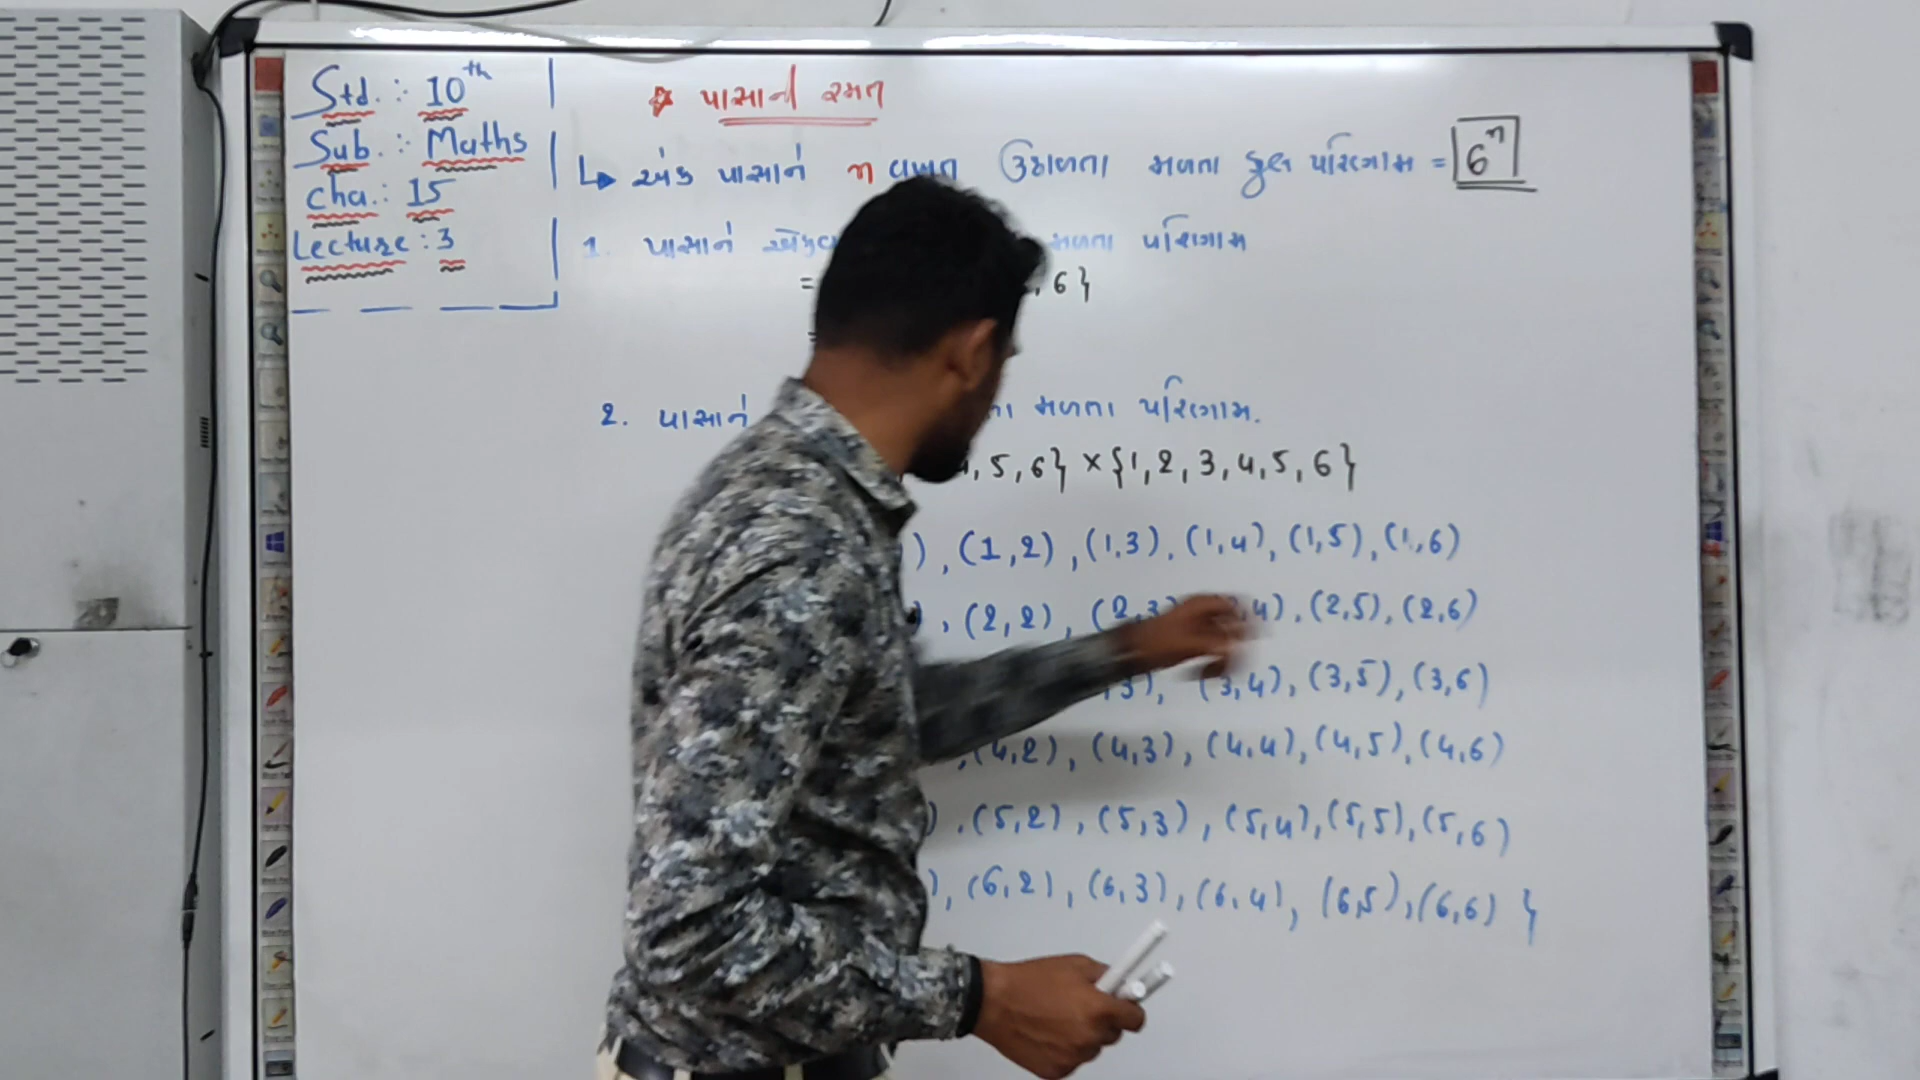 Std. : 10th
Sub. : Maths
cha. : 15
Lecture : 3
પાસાની રમત
એક પાસાને n વખત ઉછાળતા મળતા કુલ પરિણામ = 6ⁿ
1. પાસાને મળતા પરિણામ
= , 6}
2. પાસાને મળતા પરિણામ.
4, 5, 6} × {1, 2, 3, 4, 5, 6}
), (1,2), (1,3), (1,4), (1,5), (1,6)
, (2,2), (2,3), (2,4), (2,5), (2,6)
,3), (3,4), (3,5), (3,6)
,(4,2), (4,3), (4,4), (4,5), (4,6)
), (5,2), (5,3), (5,4), (5,5), (5,6)
), (6,2), (6,3), (6,4), (6,5), (6,6) }